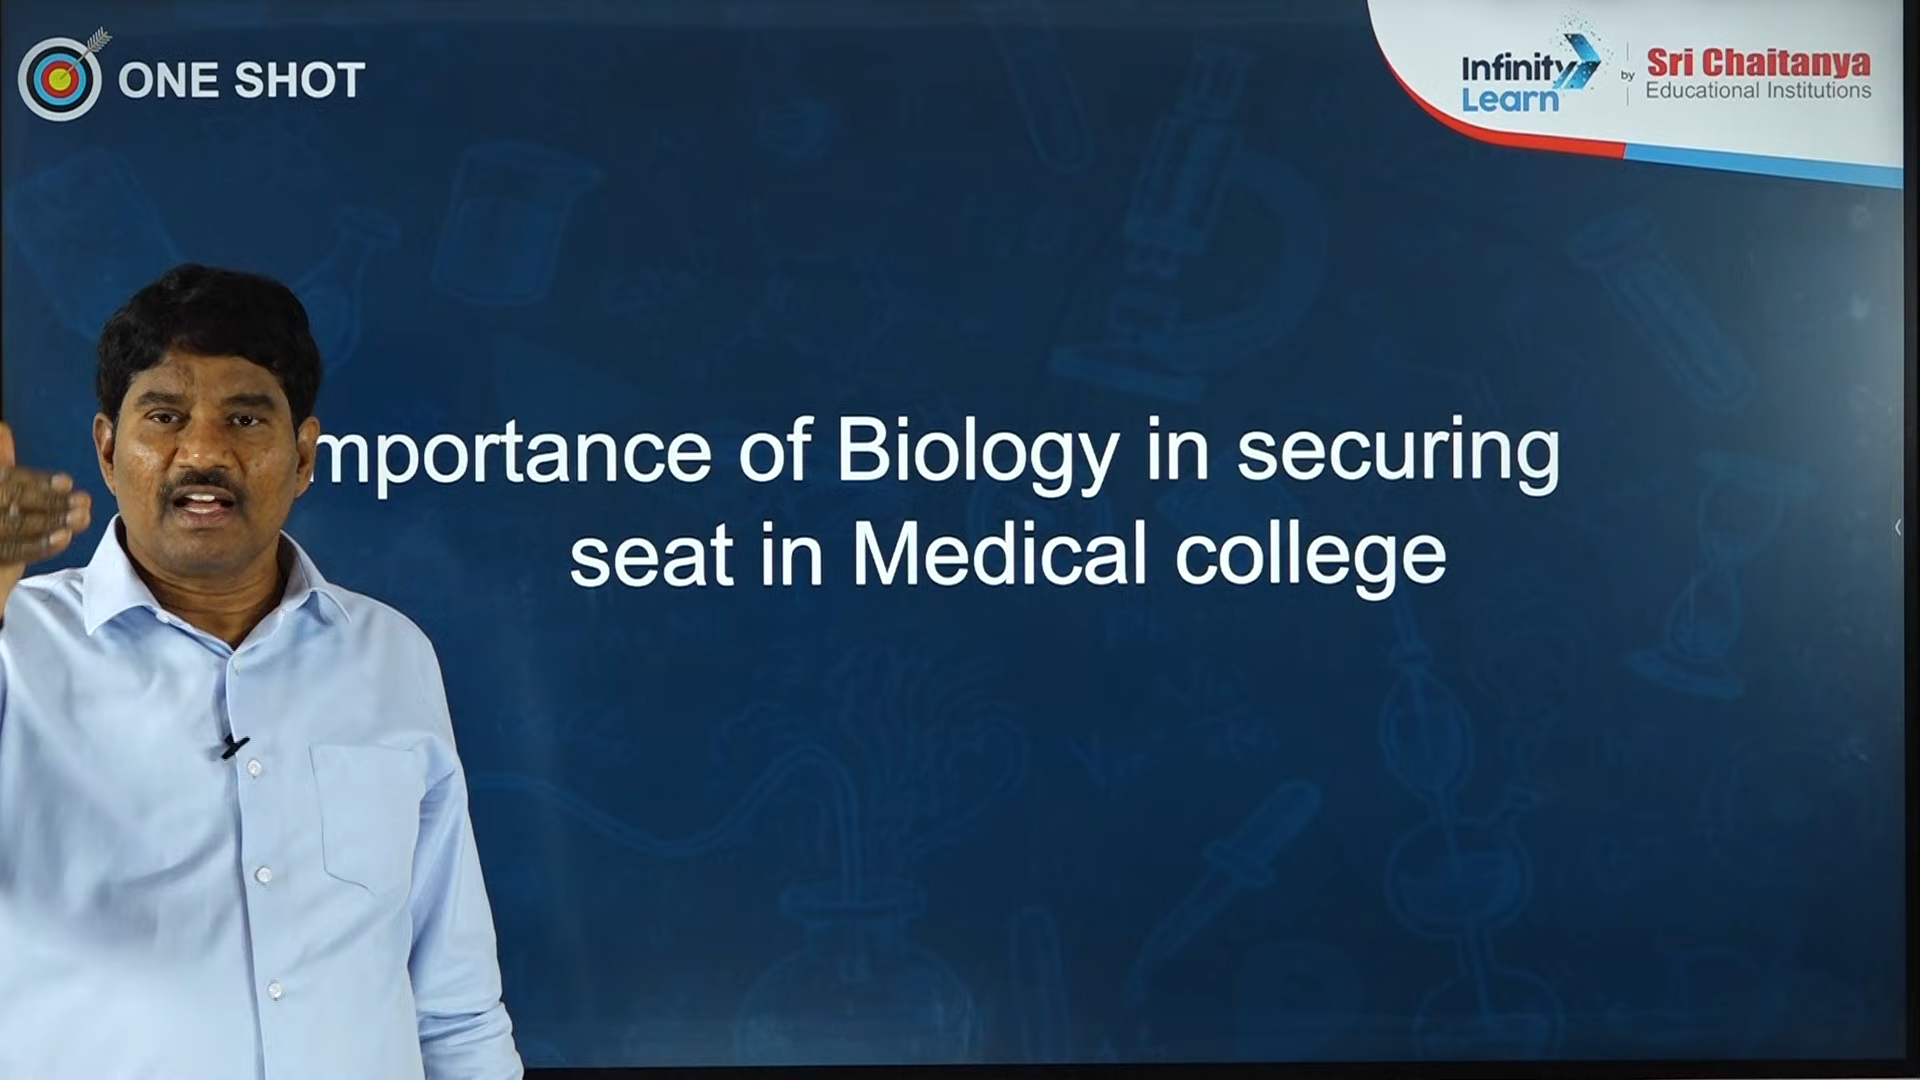 ONE SHOT
Infinity
Learn
by
Sri Chaitanya
Educational Institutions
mportance of Biology in securing
seat in Medical college